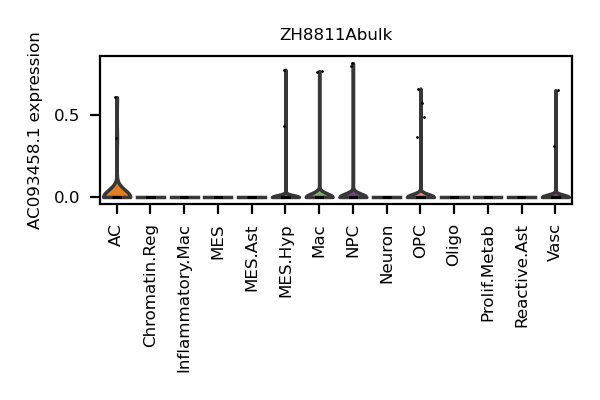 ZH8811Abulk
AC093458.1 expression
0.5
0.0
AC
Chromatin.Reg
Inflammatory.Mac
MES
MES.Ast
MES.Hyp
Mac
NPC
Neuron
OPC
Oligo
Prolif.Metab
Reactive.Ast
Vasc